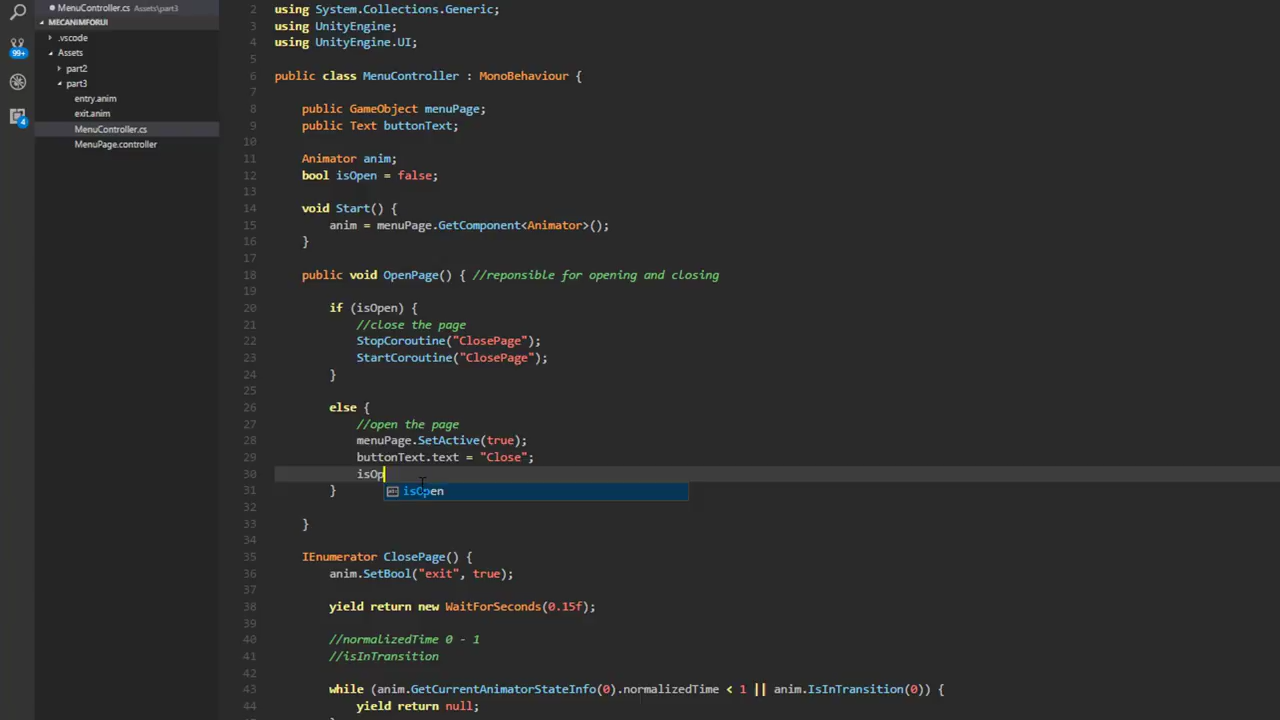 MenuController.cs Assets\part3
MECANIMFORUI
.vscode
99+
Assets
part2
part3
entry.anim
exit.anim
4
MenuController.cs
MenuPage.controller
2 using System.Collections.Generic;
3 using UnityEngine;
4 using UnityEngine.UI;
5
6 public class MenuController : MonoBehaviour {
7
8 public GameObject menuPage;
9 public Text buttonText;
10
11 Animator anim;
12 bool isOpen = false;
13
14 void Start() {
15 anim = menuPage.GetComponent<Animator>();
16 }
17
18 public void OpenPage() { //reponsible for opening and closing
19
20 if (isOpen) {
21 //close the page
22 StopCoroutine("ClosePage");
23 StartCoroutine("ClosePage");
24 }
25
26 else {
27 //open the page
28 menuPage.SetActive(true);
29 buttonText.text = "Close";
30 isOp
31 }
isOpen
32
33 }
34
35 IEnumerator ClosePage() {
36 anim.SetBool("exit", true);
37
38 yield return new WaitForSeconds(0.15f);
39
40 //normalizedTime 0 - 1
41 //isInTransition
42
43 while (anim.GetCurrentAnimatorStateInfo(0).normalizedTime < 1 || anim.IsInTransition(0)) {
44 yield return null;